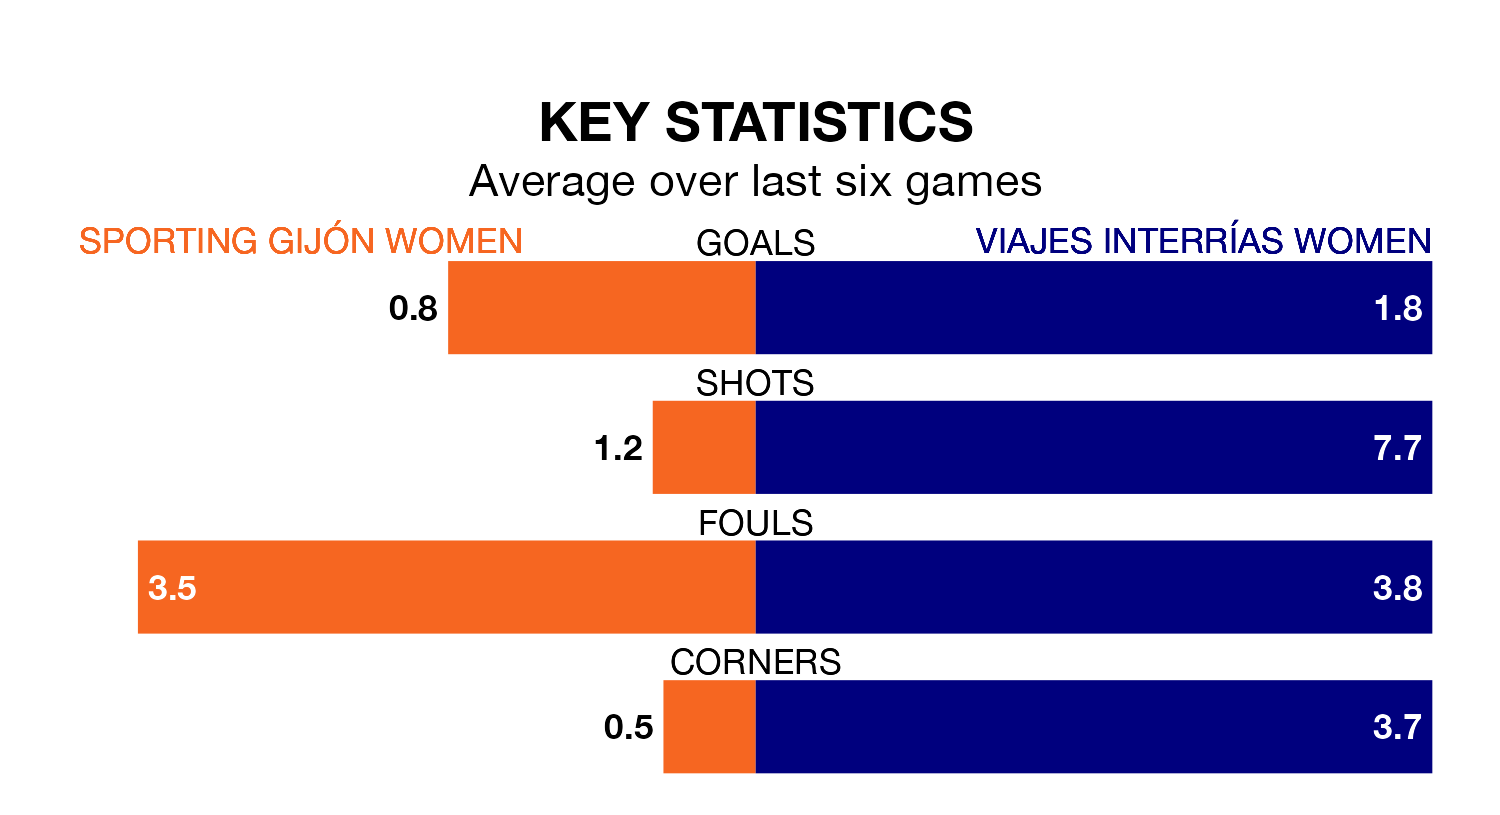 KEY STATISTICS
Average over last six games
SPORTING GIJÓN WOMEN GOALS VIAJES INTERRÍAS WOMEN
0.8 1.8
SHOTS
1.2 7.7
FOULS
3.5 3.8
CORNERS
0.5 3.7